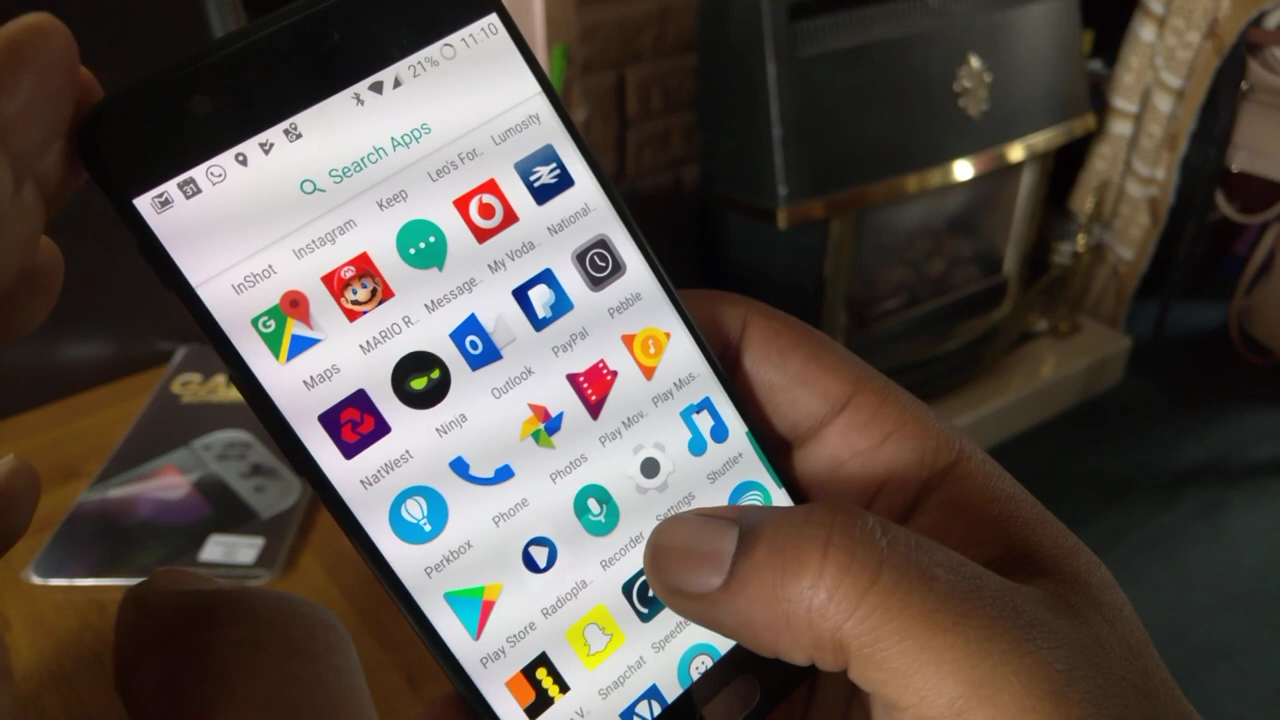 31 21% 11:10
Search Apps
InShot Instagram Keep Leo's For.. Lumosity
G M
Maps MARIO R.. Message.. My Voda.. National..
NatWest Ninja Outlook PayPal Pebble
Perkbox Phone Photos Play Mov.. Play Mus..
Play Store Radiopla.. Recorder Settings Shuttle+
Snapchat